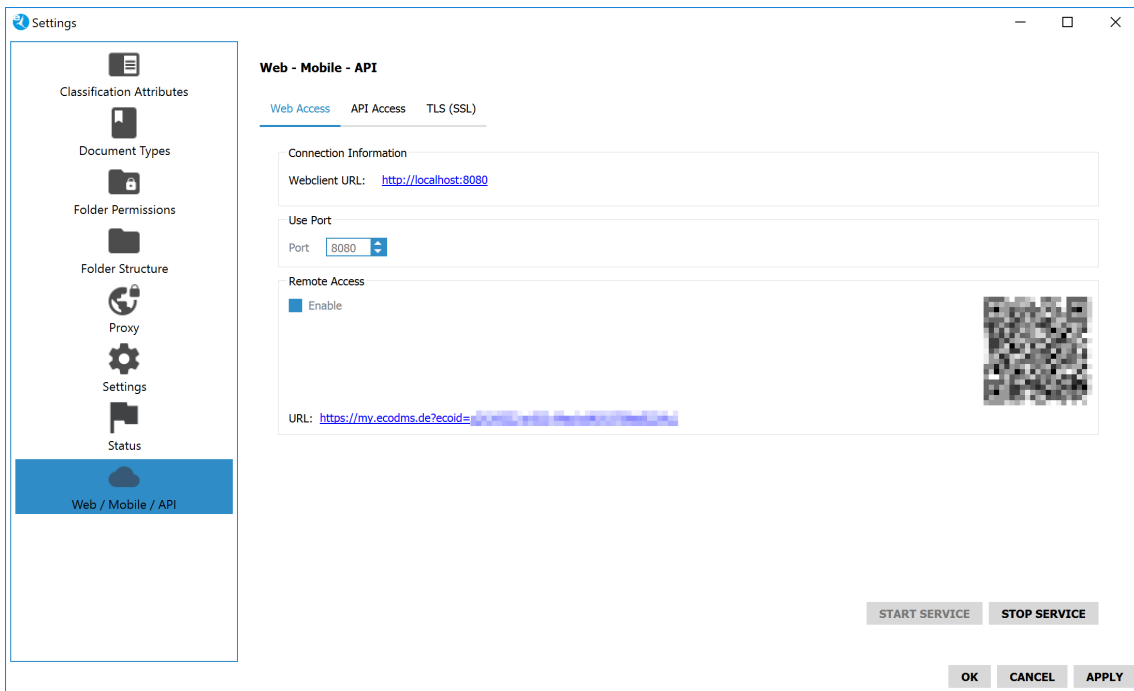 Settings
Classification Attributes
Document Types
Folder Permissions
Folder Structure
Proxy
Settings
Status
Web / Mobile / API
Web - Mobile - API
Web Access API Access TLS (SSL)
Connection Information
Webclient URL: http://localhost:8080
Use Port
Port 8080
Remote Access
Enable
URL: https://my.ecodms.de?ecoid=
START SERVICE STOP SERVICE
OK CANCEL APPLY